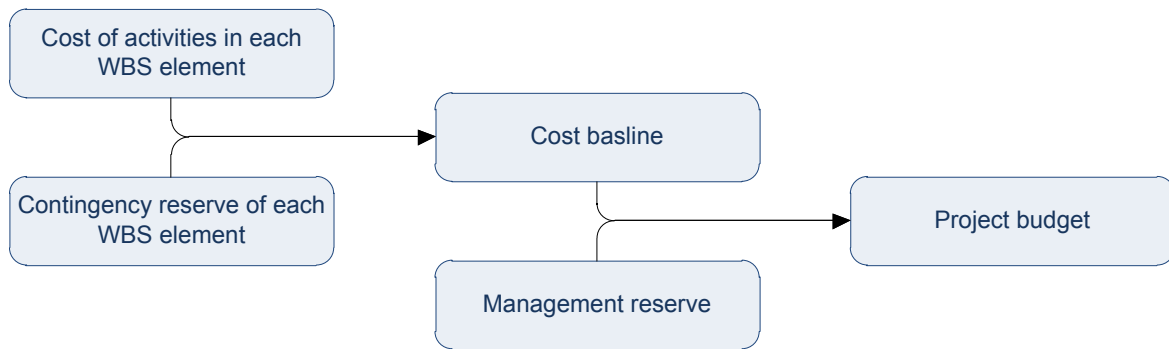 Cost of activities in each
WBS element
Contingency reserve of each
WBS element
Cost basline
Management reserve
Project budget